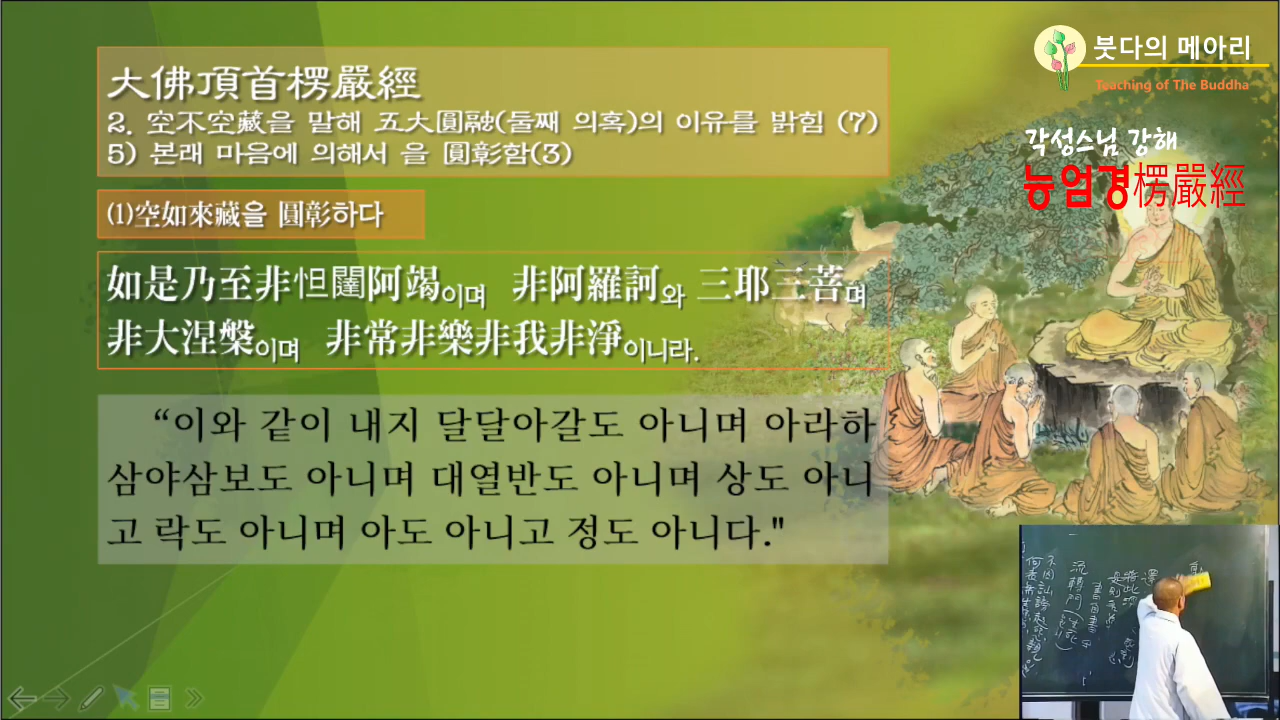 大佛頂首楞嚴經
2. 空不空藏을 말해 五大圓融(둘째 의혹)의 이유를 밝힘 (7)
5) 본래 마음에 의해서 을 圓彰함(3)
⑴空如來藏을 圓彰하다
如是乃至非怛闥阿竭이며 非阿羅訶와 三耶三菩며
非大涅槃이며 非常非樂非我非淨이니라.
“이와 같이 내지 달달아갈도 아니며 아라하
삼야삼보도 아니며 대열반도 아니며 상도 아니
고 락도 아니며 아도 아니고 정도 아니다."
붓다의 메아리
Teaching of The Buddha
각성스님 강해
능엄경楞嚴經
流轉門